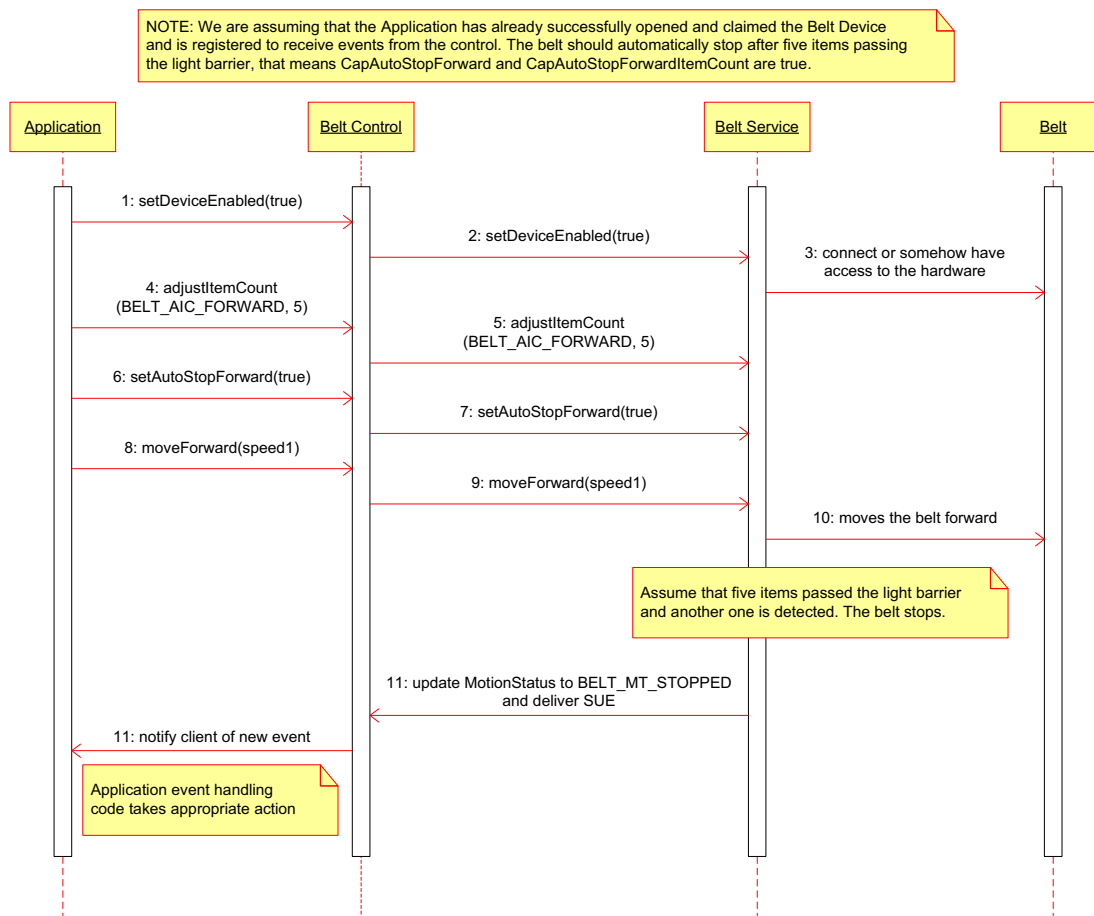 NOTE: We are assuming that the Application has already successfully opened and claimed the Belt Device
and is registered to receive events from the control. The belt should automatically stop after five items passing
the light barrier, that means CapAutoStopForward and CapAutoStopForwardItemCount are true.
Application
Belt Control
Belt Service
Belt
1: setDeviceEnabled(true)
2: setDeviceEnabled(true)
3: connect or somehow have
access to the hardware
4: adjustItemCount
(BELT_AIC_FORWARD, 5)
5: adjustItemCount
(BELT_AIC_FORWARD, 5)
6: setAutoStopForward(true)
7: setAutoStopForward(true)
8: moveForward(speed1)
9: moveForward(speed1)
10: moves the belt forward
Assume that five items passed the light barrier
and another one is detected. The belt stops.
11: update MotionStatus to BELT_MT_STOPPED
and deliver SUE
11: notify client of new event
Application event handling
code takes appropriate action